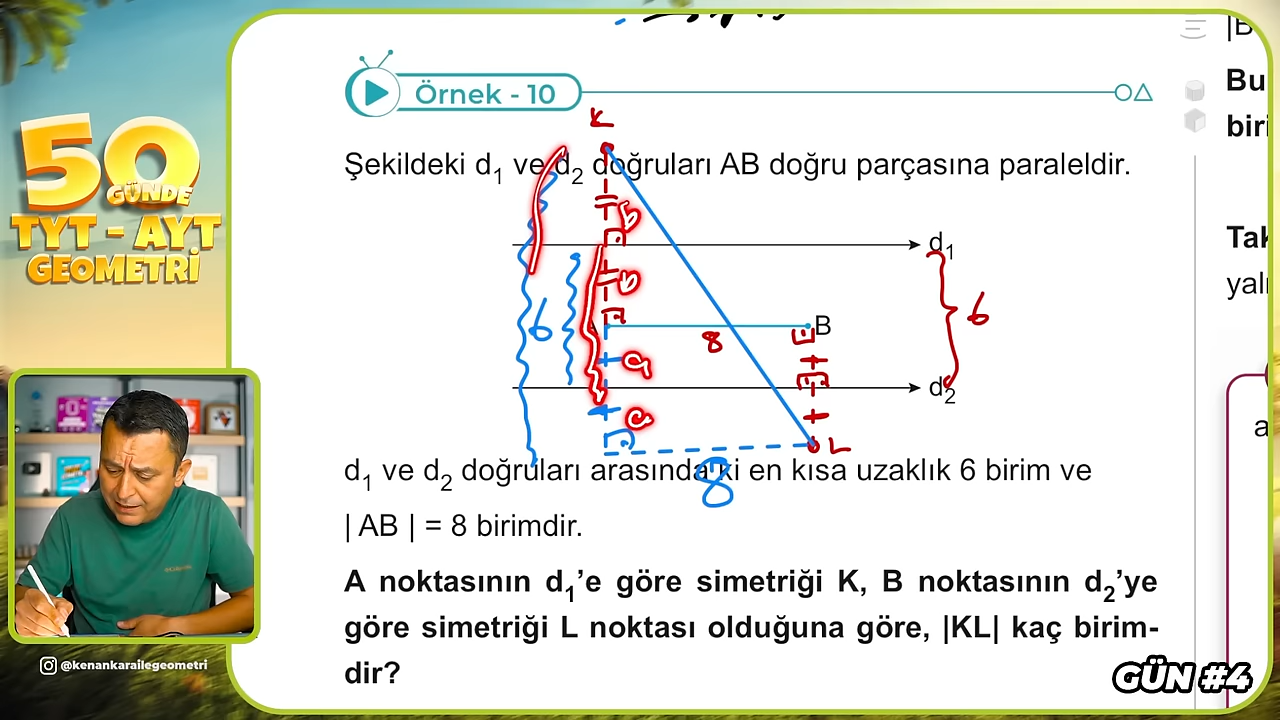 50
GÜNDE
TYT - AYT
GEOMETRİ
@kenankarailegeometri
Örnek - 10
K
Şekildeki d1 ve d2 doğruları AB doğru parçasına paraleldir.
b
d1
b
6
6
B
8
a
d2
a
L
8
d1 ve d2 doğruları arasındaki en kısa uzaklık 6 birim ve
| AB | = 8 birimdir.
A noktasının d1'e göre simetriği K, B noktasının d2'ye
göre simetriği L noktası olduğuna göre, |KL| kaç birim-
dir?
|B
Bu
biri
Tak
yalı
a
GÜN #4